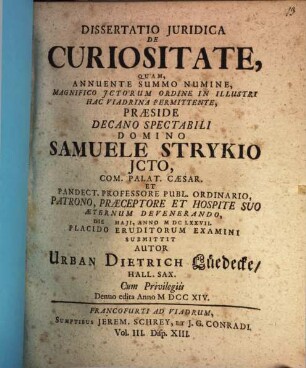 DISSERTATIO JURIDICA
DE
CURIOSITATE,
QUAM,
ANNUENTE SUMMO NUMINE,
MAGNIFICO JCTORUM ORDINE IN ILLUSTRI
HAC VIADRINA PERMITTENTE,
PRÆSIDE
DECANO SPECTABILI
DOMINO
SAMUELE STRYKIO
JCTO,
COM. PALAT. CÆSAR.
ET
PANDECT. PROFESSORE PUBL. ORDINARIO,
PATRONO, PRÆCEPTORE ET HOSPITE SUO
ÆTERNUM DEVENERANDO,
DIE MAJI, ANNO M DCLXXVII.
PLACIDO ERUDITORUM EXAMINI
SUBMITTIT
AUTOR
Urban Dietrich Lüedecke/
HALL. SAX.
Cum Privilegiis
Denuo edita Anno M DCC XIV.
FRANCOFURTI AD VIADRUM,
SUMPTIBUS JEREM. SCHREY, ET J. G. CONRADI.
Vol. III. Disp. XIII.